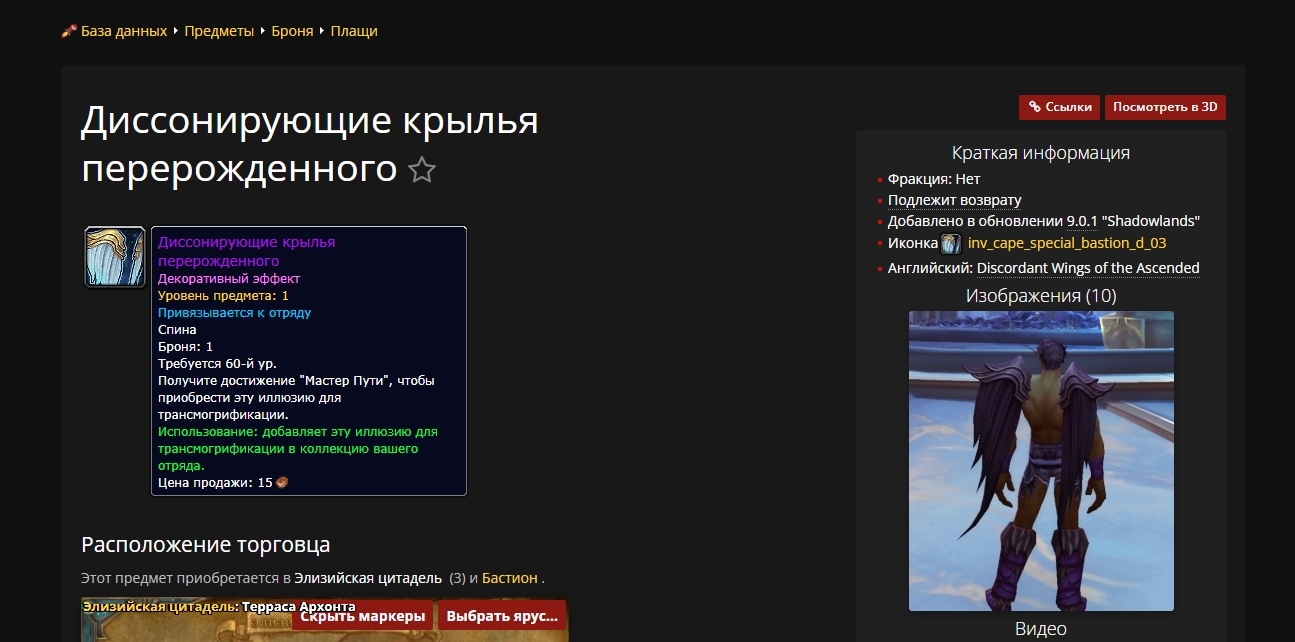 База данных ▸ Предметы ▸ Броня ▸ Плащи
Диссонирующие крылья
перерожденного
Диссонирующие крылья
перерожденного
Декоративный эффект
Уровень предмета: 1
Привязывается к отряду
Спина
Броня: 1
Требуется 60-й ур.
Получите достижение "Мастер Пути", чтобы
приобрести эту иллюзию для
трансмогрификации.
Использование: добавляет эту иллюзию для
трансмогрификации в коллекцию вашего
отряда.
Цена продажи: 15
Расположение торговца
Этот предмет приобретается в Элизийская цитадель (3) и Бастион .
Элизийская цитадель: Терраса Архонта
Скрыть маркеры
Выбрать ярус...
Ссылки
Посмотреть в 3D
Краткая информация
Фракция: Нет
Подлежит возврату
Добавлено в обновлении 9.0.1 "Shadowlands"
Иконка inv_cape_special_bastion_d_03
Английский: Discordant Wings of the Ascended
Изображения (10)
Видео